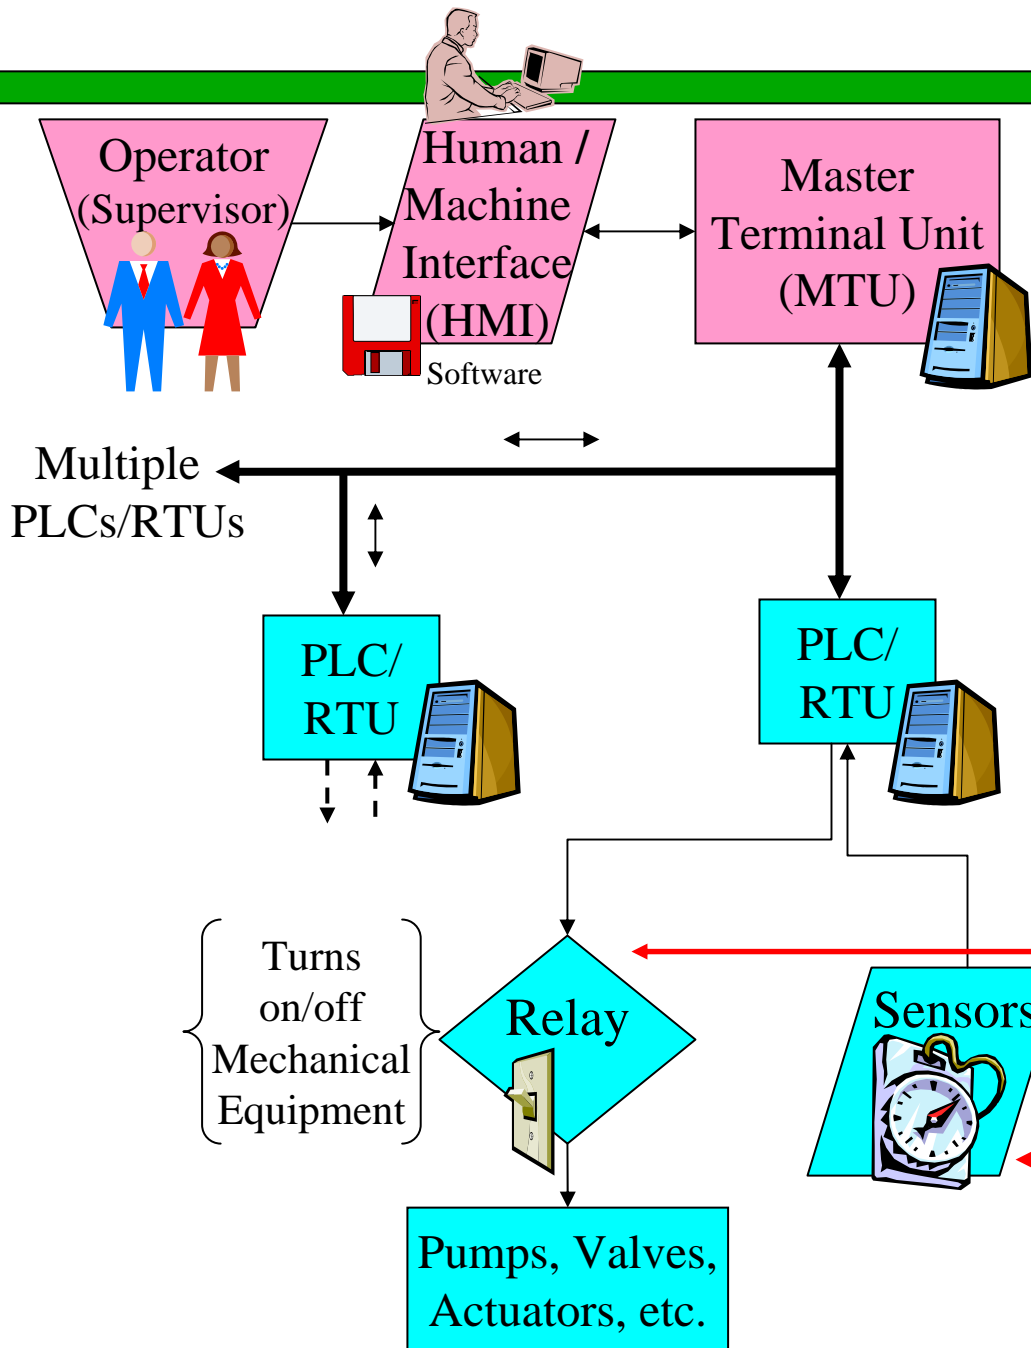 Operator
(Supervisor)
Human /
Machine
Interface
(HMI)
Software
Master
Terminal Unit
(MTU)
Multiple
PLCs/RTUs
PLC/
RTU
PLC/
RTU
Turns
on/off
Mechanical
Equipment
Relay
Sensors
Pumps, Valves,
Actuators, etc.